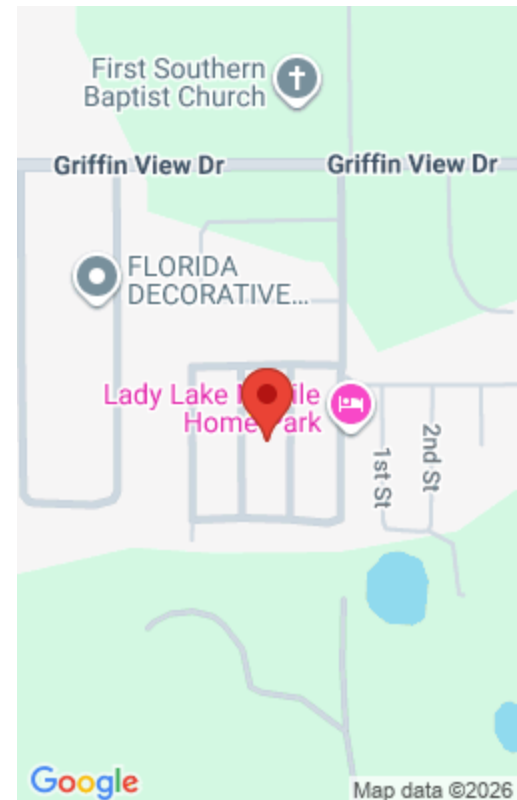 First Southern
Baptist Church
Griffin View Dr
Griffin View Dr
FLORIDA
DECORATIVE...
Lady Lake
Home Park
1st St
2nd St
Google
Map data ©2026